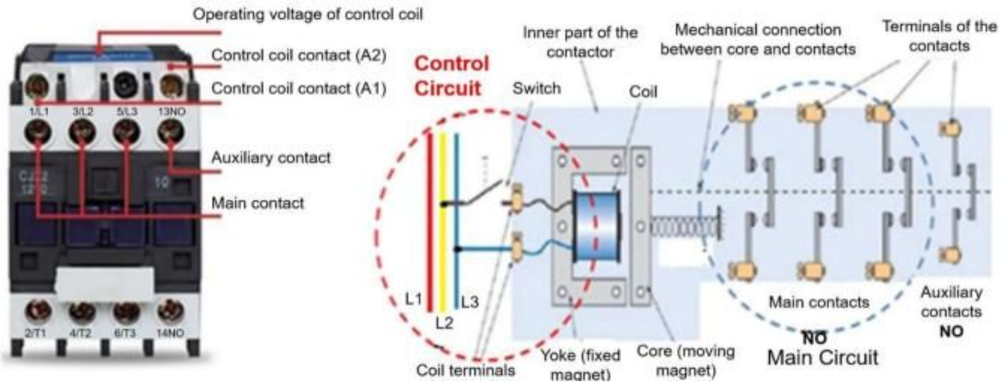 Operating voltage of control coil
Control coil contact (A2)
Control coil contact (A1)
1/L1 3/L2 5/L3 13NO
Auxiliary contact
10
Main contact
2/T1 4/T2 6/T3 14NO
Control
Circuit
Inner part of the
contactor
Mechanical connection
between core and contacts
Terminals of the
contacts
Switch
Coil
L1
L2
L3
Coil terminals
Yoke (fixed
magnet)
Core (moving
magnet)
Main contacts
NO
Main Circuit
Auxiliary
contacts
NO